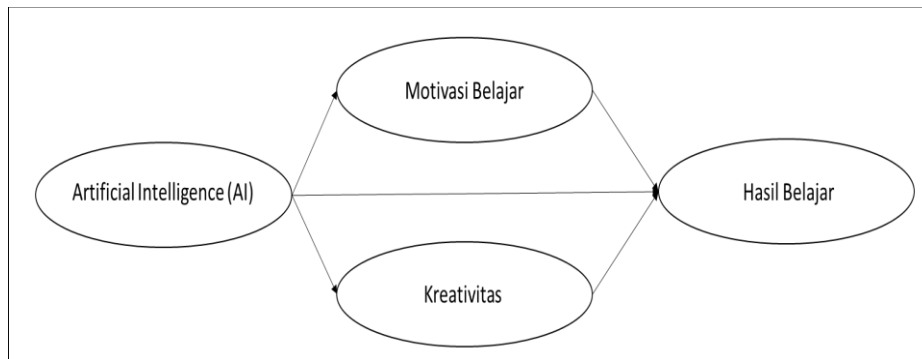 Motivasi Belajar
Artificial Intelligence (AI)
Hasil Belajar
Kreativitas